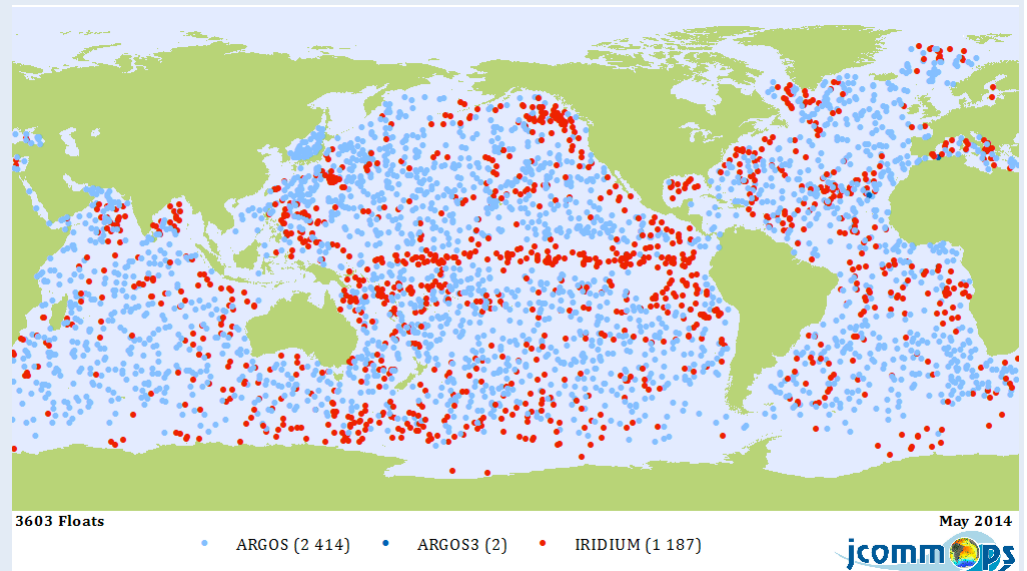 3603 Floats
May 2014
ARGOS (2 414) ARGOS3 (2) IRIDIUM (1 187)
jcommops